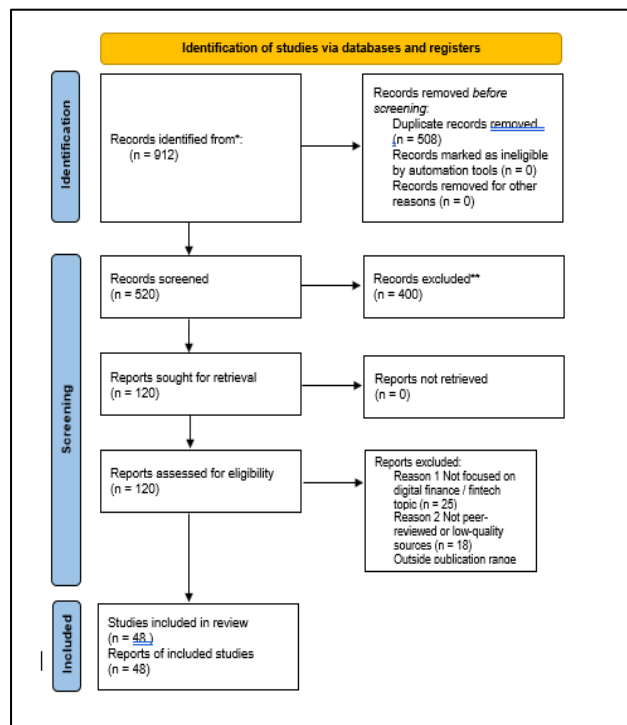 Identification of studies via databases and registers
Identification
Records identified from*:
(n = 912)
Records removed before
screening:
Duplicate records removed
(n = 508)
Records marked as ineligible
by automation tools (n = 0)
Records removed for other
reasons (n = 0)
Screening
Records screened
(n = 520)
Records excluded**
(n = 400)
Reports sought for retrieval
(n = 120)
Reports not retrieved
(n = 0)
Reports assessed for eligibility
(n = 120)
Reports excluded:
Reason 1 Not focused on
digital finance / fintech
topic (n = 25)
Reason 2 Not peer-
reviewed or low-quality
sources (n = 18)
Outside publication range
Included
Studies included in review
(n = 48 )
Reports of included studies
(n = 48)